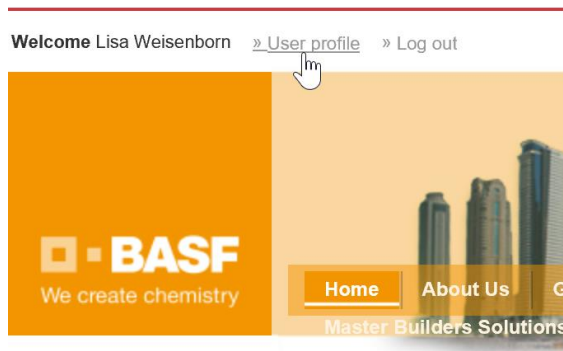 Welcome Lisa Weisenborn » User profile » Log out
BASF
We create chemistry
Home About Us
Master Builders Solutions